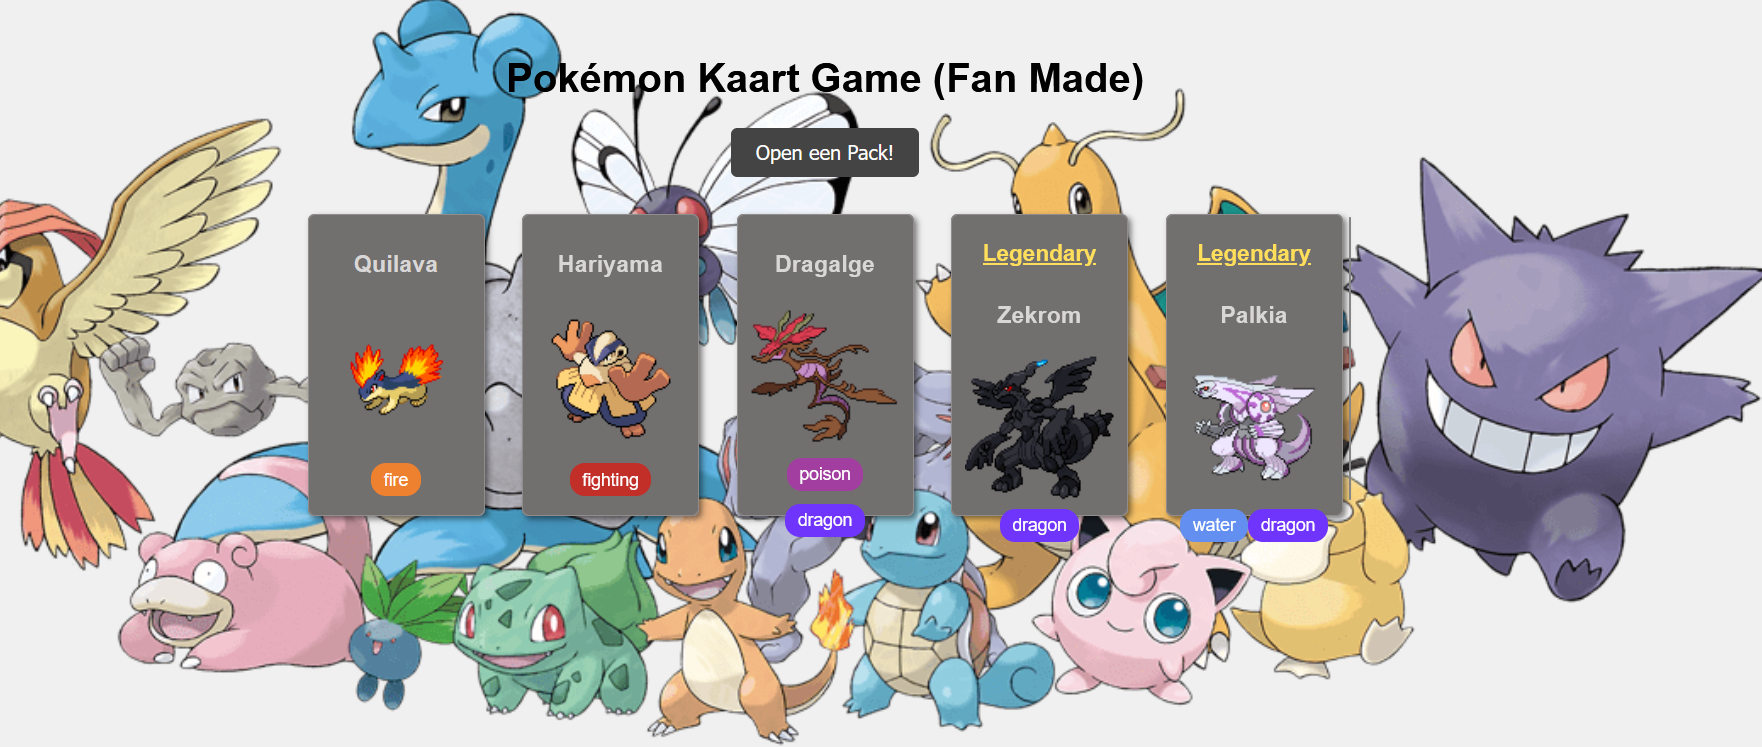 Pokémon Kaart Game (Fan Made)
Open een Pack!
Quilava
fire
Hariyama
fighting
Dragalge
poison
dragon
Legendary
Zekrom
dragon
Legendary
Palkia
water dragon